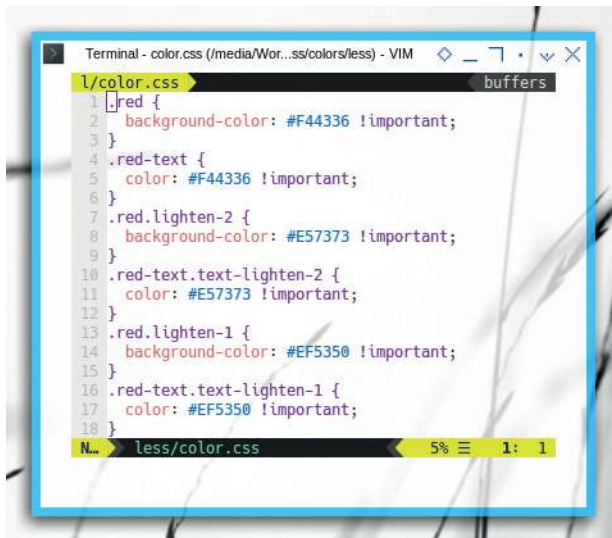 Terminal - color.css (/media/Wor...ss/colors/less) - VIM
l/color.css buffers
1 .red {
2   background-color: #F44336 !important;
3 }
4 .red-text {
5   color: #F44336 !important;
6 }
7 .red.lighten-2 {
8   background-color: #E57373 !important;
9 }
10 .red-text.text-lighten-2 {
11   color: #E57373 !important;
12 }
13 .red.lighten-1 {
14   background-color: #EF5350 !important;
15 }
16 .red-text.text-lighten-1 {
17   color: #EF5350 !important;
18 }
N… less/color.css 5% ☰ 1: 1